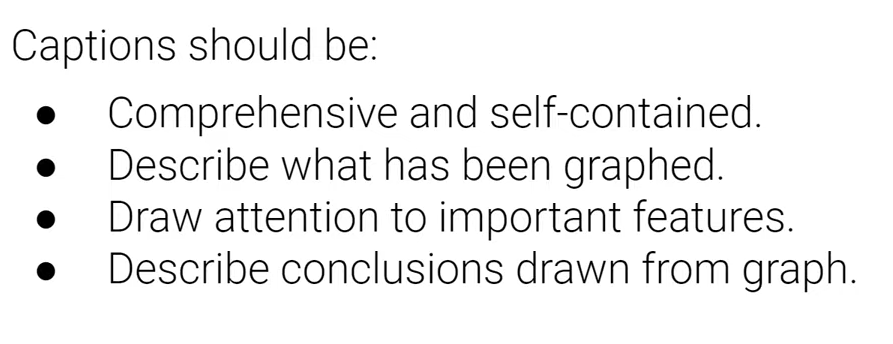 Captions should be:
● Comprehensive and self-contained.
● Describe what has been graphed.
● Draw attention to important features.
● Describe conclusions drawn from graph.